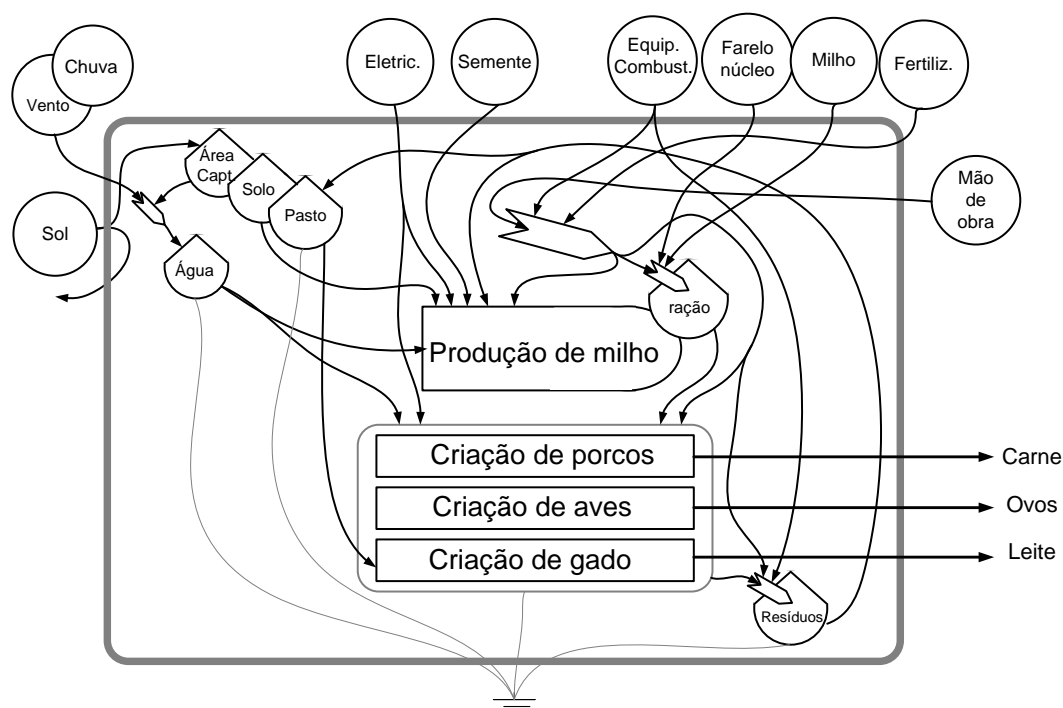 Chuva
Vento
Eletric.
Semente
Equip.
Combust.
Farelo
núcleo
Milho
Fertiliz.
Área
Capt.
Solo
Pasto
Mão
de
obra
Sol
Água
ração
Produção de milho
Criação de porcos
Carne
Criação de aves
Ovos
Criação de gado
Leite
Resíduos